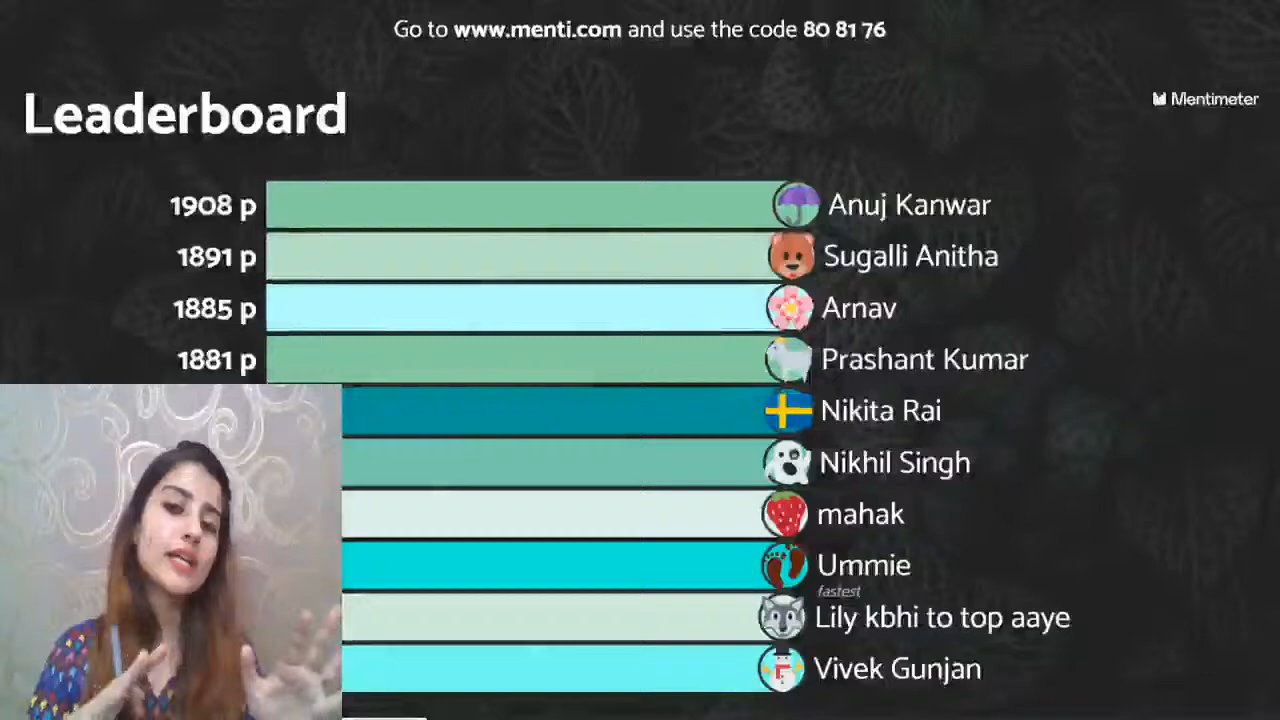 Go to www.menti.com and use the code 80 81 76
Leaderboard
Mentimeter
1908 p Anuj Kanwar
1891 p Sugalli Anitha
1885 p Arnav
1881 p Prashant Kumar
Nikita Rai
Nikhil Singh
mahak
Ummie
fastest
Lily kbhi to top aaye
Vivek Gunjan